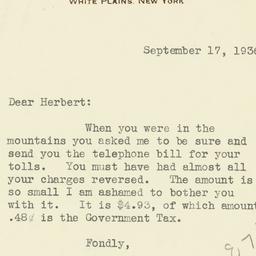 WHITE PLAINS, NEW YORK
September 17, 1936
Dear Herbert:
When you were in the
mountains you asked me to be sure and
send you the telephone bill for your
tolls. You must have had almost all
your charges reversed. The amount is
so small I am ashamed to bother you
with it. It is $4.93, of which amount
.48¢ is the Government Tax.
Fondly,